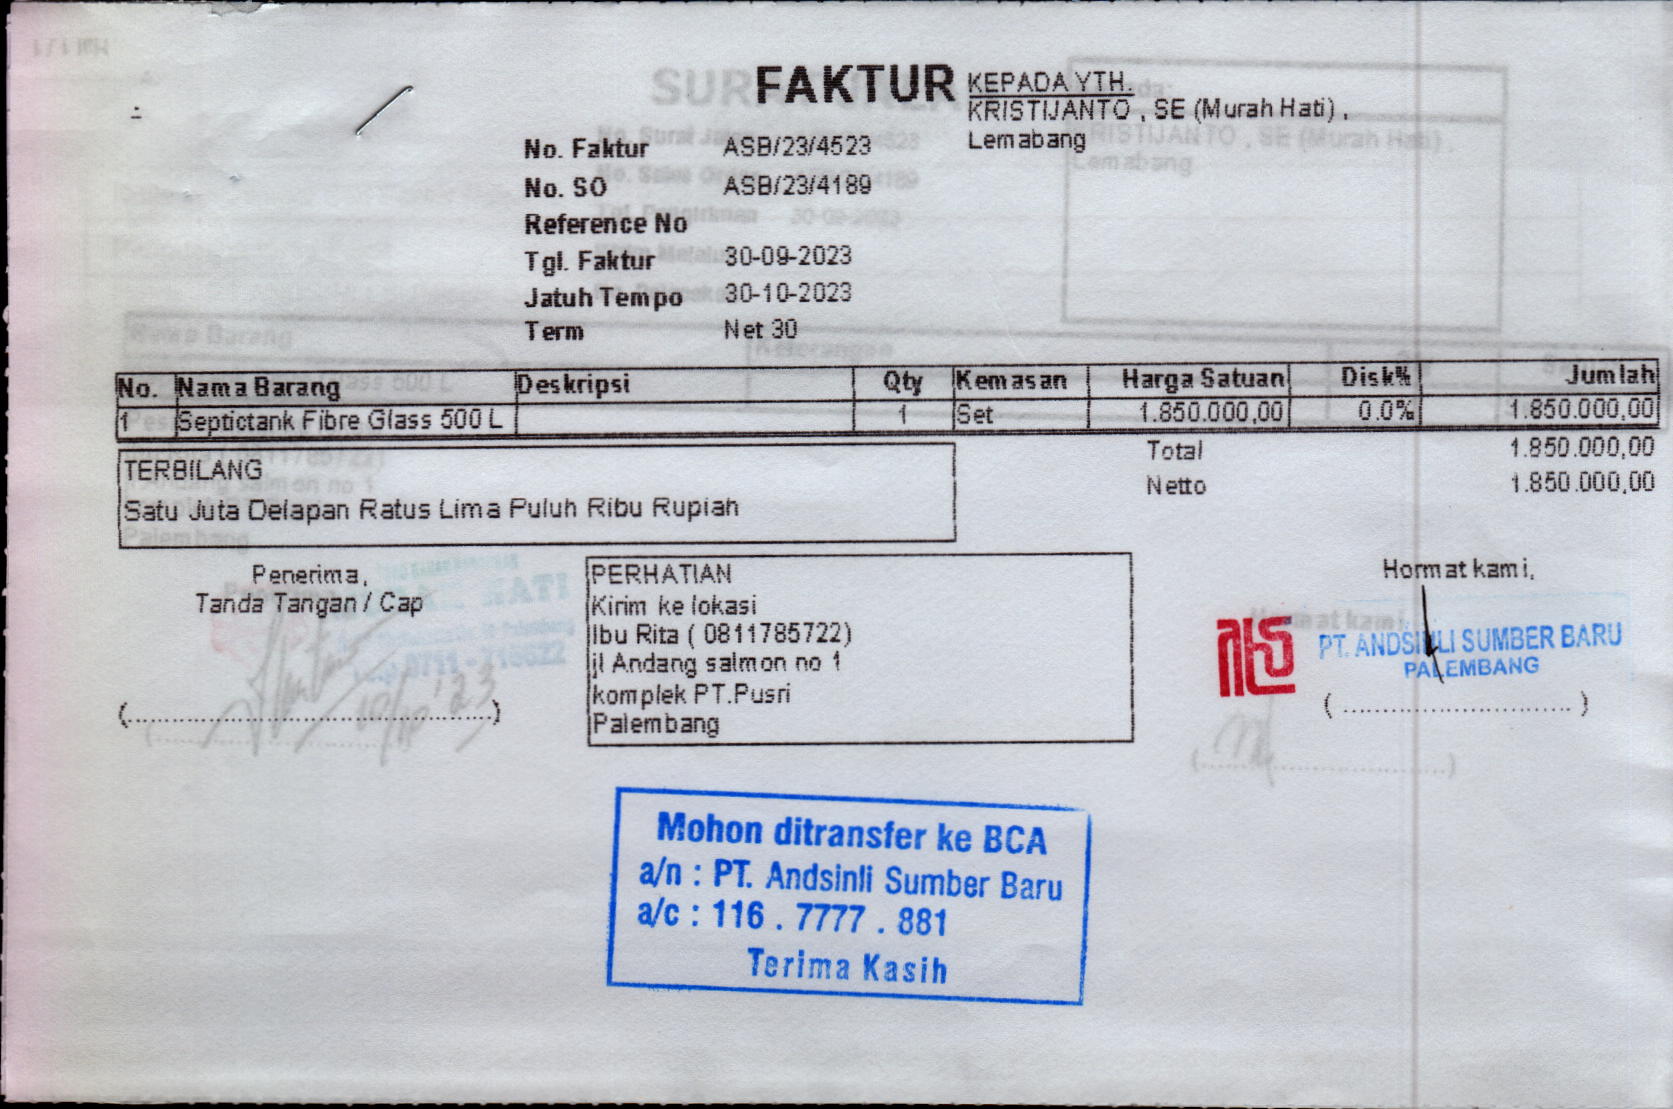 FAKTUR
KEPADA YTH.
KRISTIJANTO , SE (Murah Hati) ,
Lemabang
No. Faktur ASB/23/4523
No. SO ASB/23/4189
Reference No
Tgl. Faktur 30-09-2023
Jatuh Tempo 30-10-2023
Term Net 30
No. Nama Barang Deskripsi Qty Kemasan Harga Satuan Disk% Jumlah
1 Septictank Fibre Glass 500 L 1 Set 1.850.000,00 0.0% 1.850.000,00
Total 1.850.000,00
Netto 1.850.000,00
TERBILANG
Satu Juta Delapan Ratus Lima Puluh Ribu Rupiah
Penerima,
Tanda Tangan / Cap
(...........................................................)
PERHATIAN
Kirim ke lokasi
Ibu Rita ( 0811785722)
jl Andang salmon no 1
komplek PT.Pusri
Palembang
Hormat kami,
PT. ANDSINLI SUMBER BARU
PALEMBANG
( ..................................... )
Mohon ditransfer ke BCA
a/n : PT. Andsinli Sumber Baru
a/c : 116 . 7777 . 881
Terima Kasih